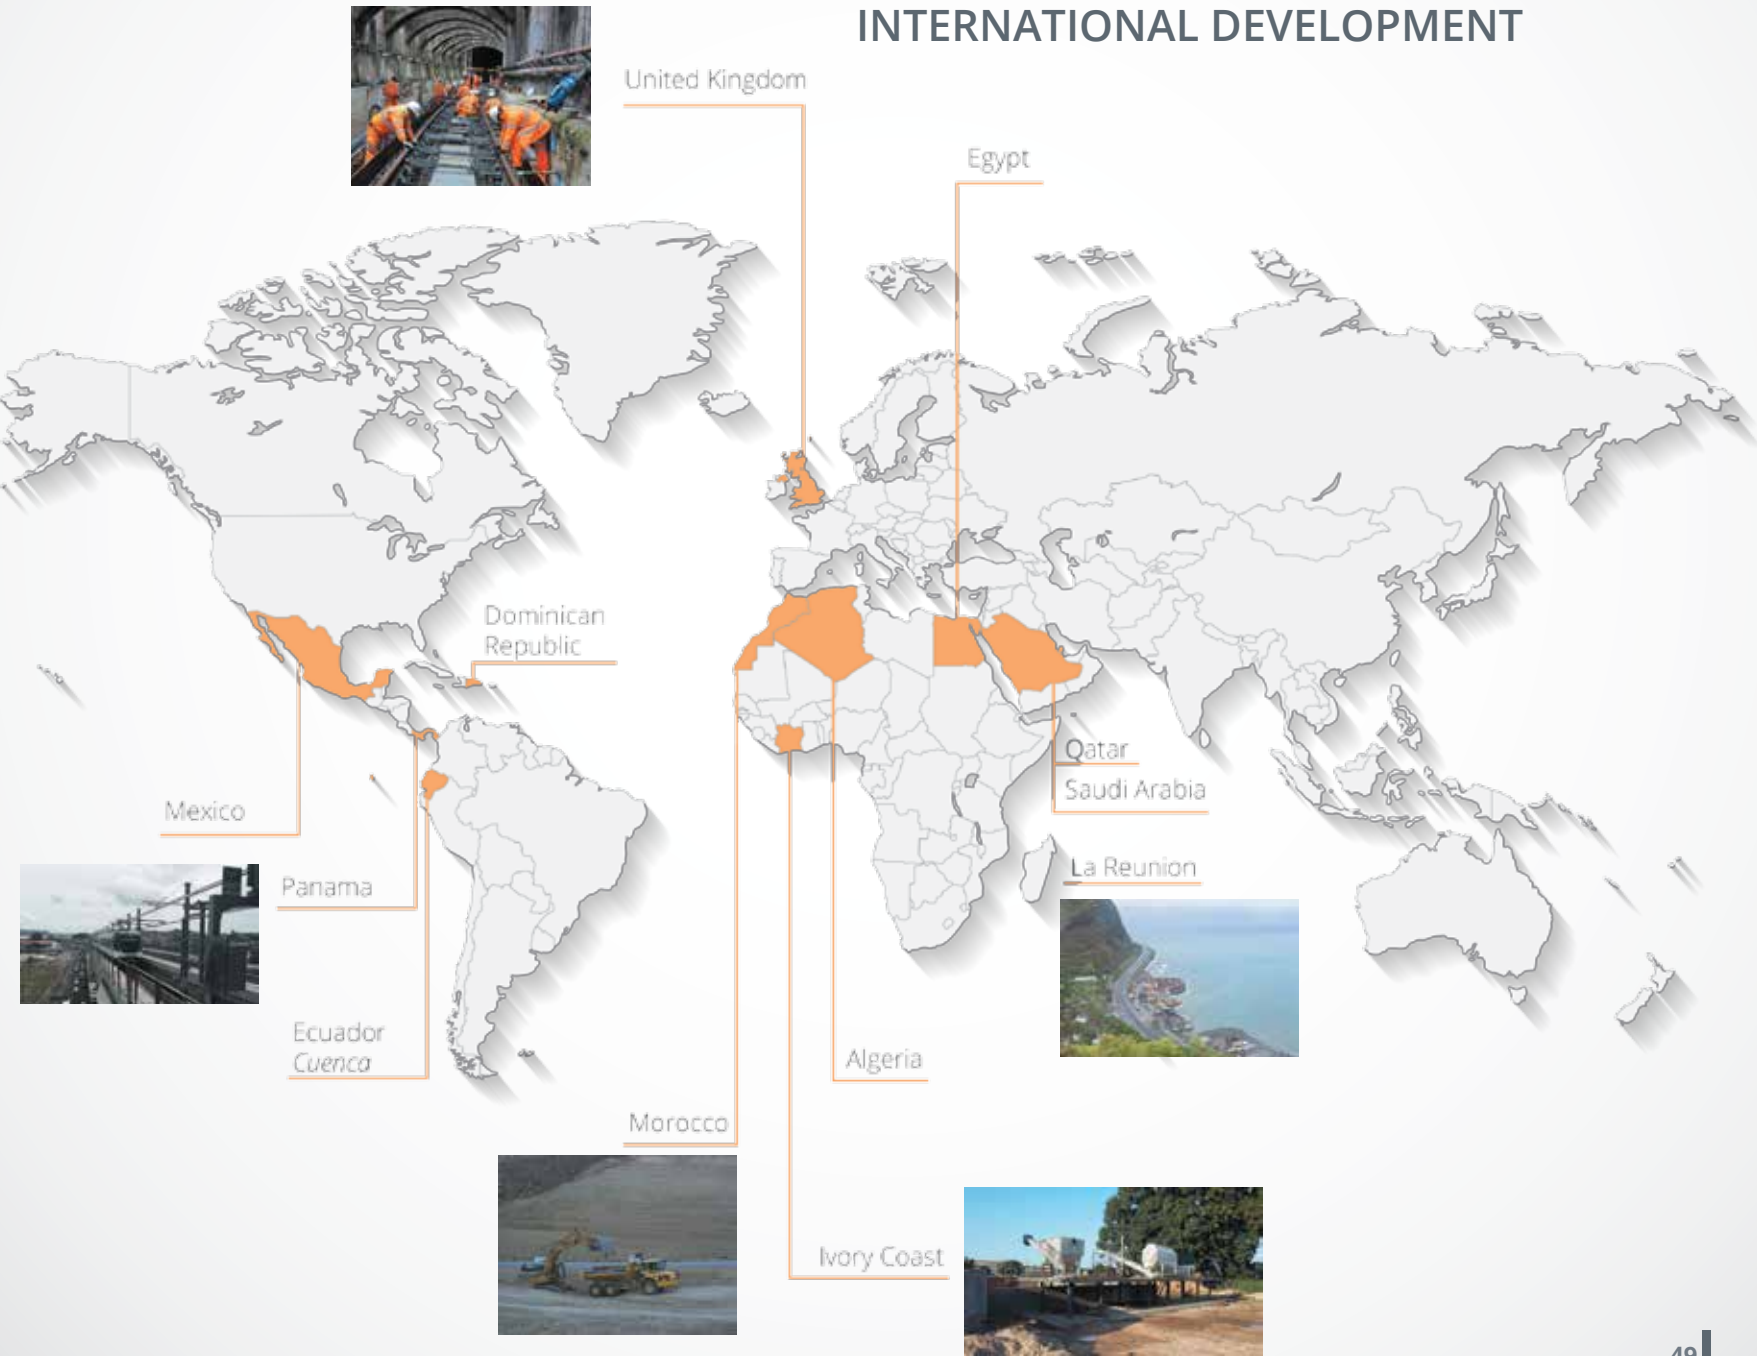 INTERNATIONAL DEVELOPMENT
United Kingdom
Egypt
Dominican
Republic
Qatar
Saudi Arabia
Mexico
La Reunion
Panama
Ecuador
Cuenca
Algeria
Morocco
Ivory Coast
49